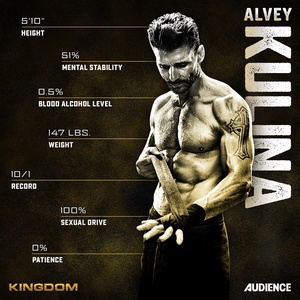 ALVEY
KULINA
5'10"
HEIGHT
51%
MENTAL STABILITY
0.5%
BLOOD ALCOHOL LEVEL
147 LBS.
WEIGHT
10/1
RECORD
100%
SEXUAL DRIVE
0%
PATIENCE
KINGDOM
AUDIENCE